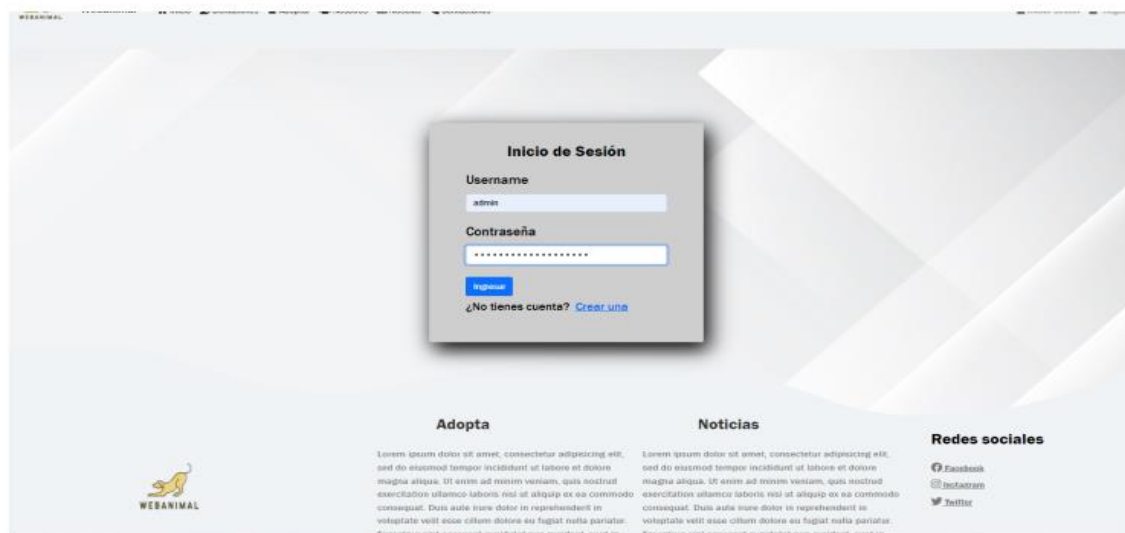 WEBANIMAL
Inicio de Sesión
Username
admin
Contraseña
Ingresar
¿No tienes cuenta? Crear una
WEBANIMAL
Adopta
Lorem ipsum dolor sit amet, consectetur adipisicing elit,
sed do eiusmod tempor incididunt ut labore et dolore
magna aliqua. Ut enim ad minim veniam, quis nostrud
exercitation ullamco laboris nisi ut aliquip ex ea commodo
consequat. Duis aute irure dolor in reprehenderit in
voluptate velit esse cillum dolore eu fugiat nulla pariatur.
Noticias
Lorem ipsum dolor sit amet, consectetur adipisicing elit,
sed do eiusmod tempor incididunt ut labore et dolore
magna aliqua. Ut enim ad minim veniam, quis nostrud
exercitation ullamco laboris nisi ut aliquip ex ea commodo
consequat. Duis aute irure dolor in reprehenderit in
voluptate velit esse cillum dolore eu fugiat nulla pariatur.
Redes sociales
Facebook
Instagram
Twitter